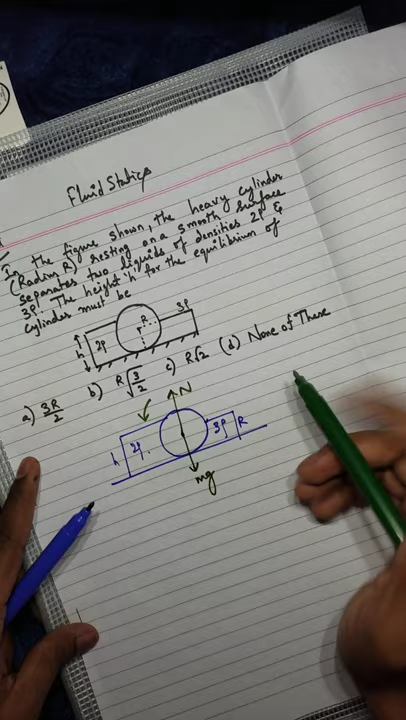 Fluid Statics
In the figure shown, the heavy cylinder
(Radius R) resting on a smooth surface
separates two liquids of densities 2ρ &
3ρ. The height 'h' for the equilibrium of
cylinder must be
R
3ρ
2ρ
h
r
a) 3R/2 b) R√(3/2) c) R√2 (d) None of These
N
h
2ρ
3ρ
R
mg